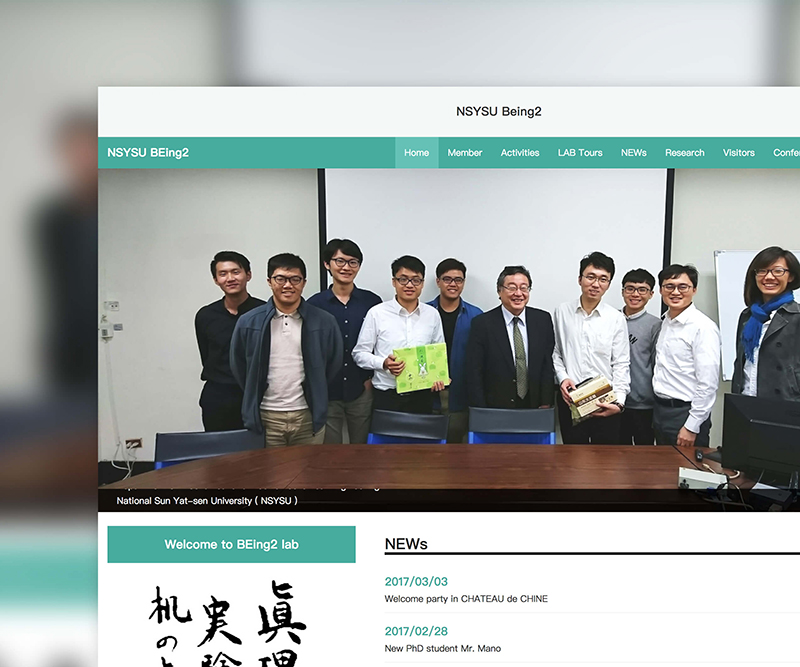 NSYSU Being2
NSYSU BEing2
Home Member Activities LAB Tours NEWs Research Visitors Confer
National Sun Yat-sen University ( NSYSU )
Welcome to BEing2 lab
眞理
実験
机の
NEWs
2017/03/03
Welcome party in CHATEAU de CHINE
2017/02/28
New PhD student Mr. Mano